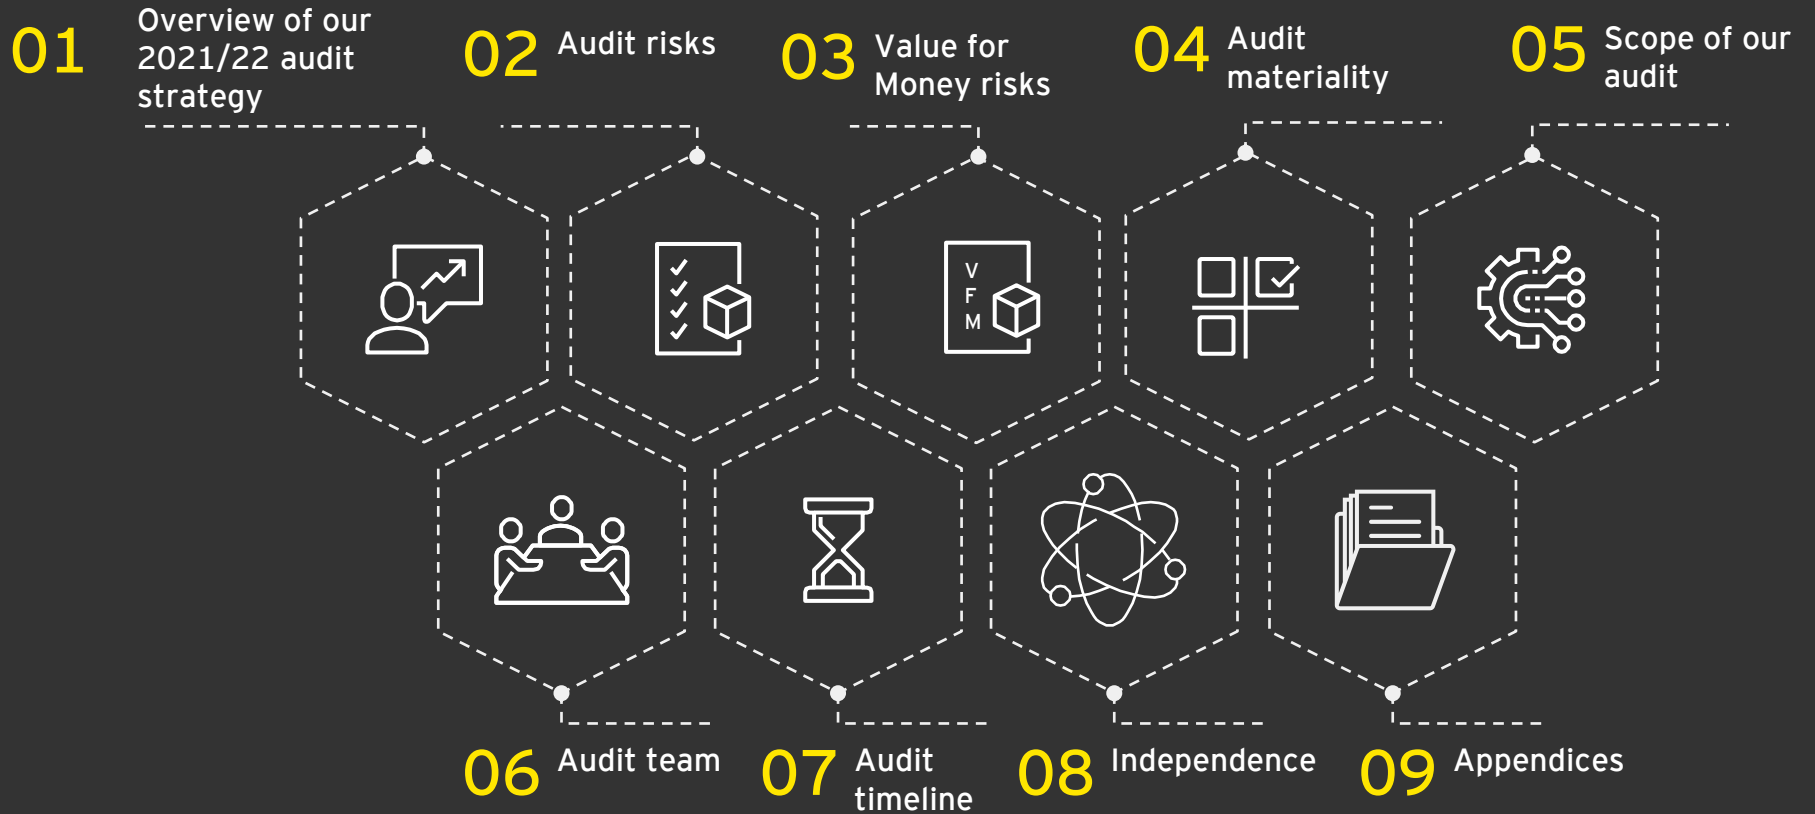 01
Overview of our
2021/22 audit
strategy
02
Audit risks
03
Value for
Money risks
04
Audit
materiality
05
Scope of our
audit
V
F
M
06
Audit team
07
Audit
timeline
08
Independence
09
Appendices